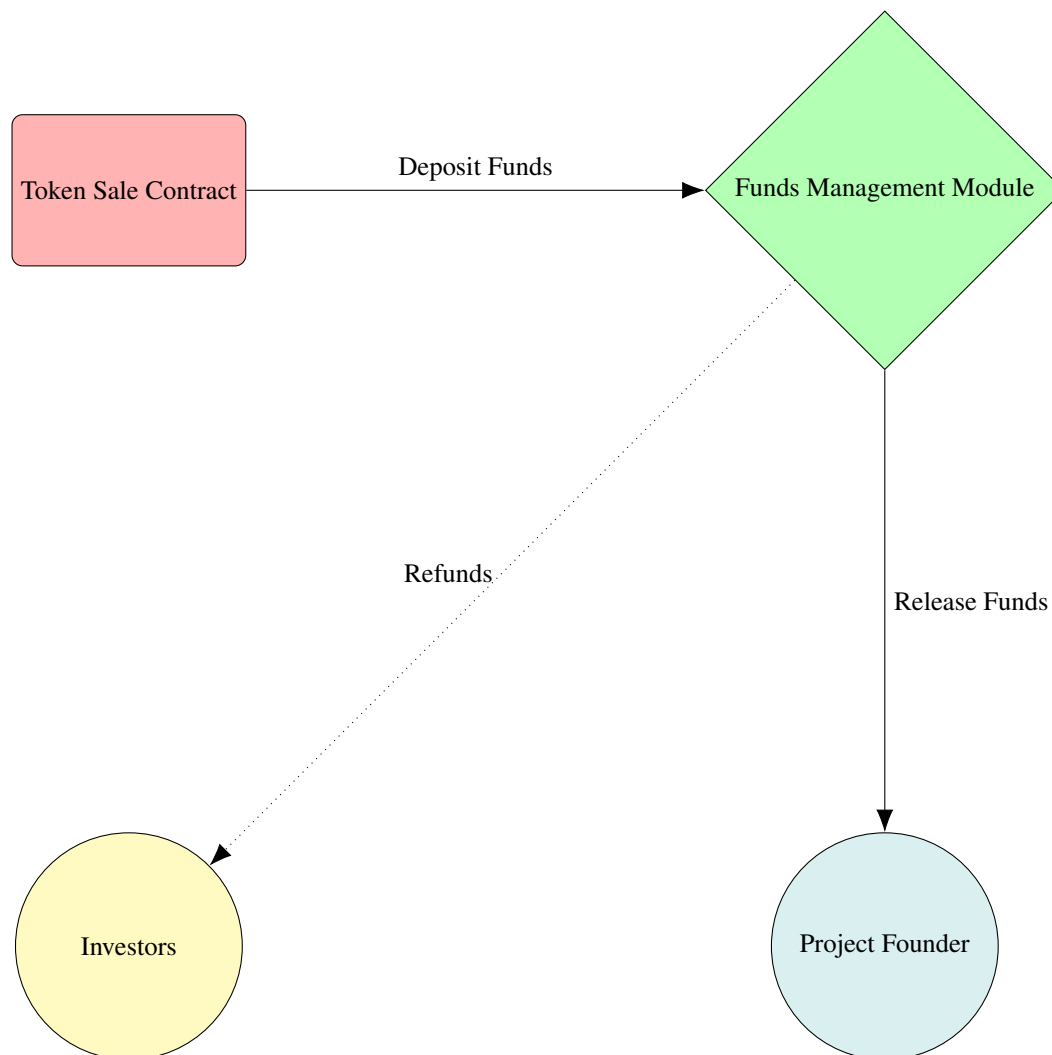 Deposit Funds
Token Sale Contract
Funds Management Module
Refunds
Release Funds
Investors
Project Founder